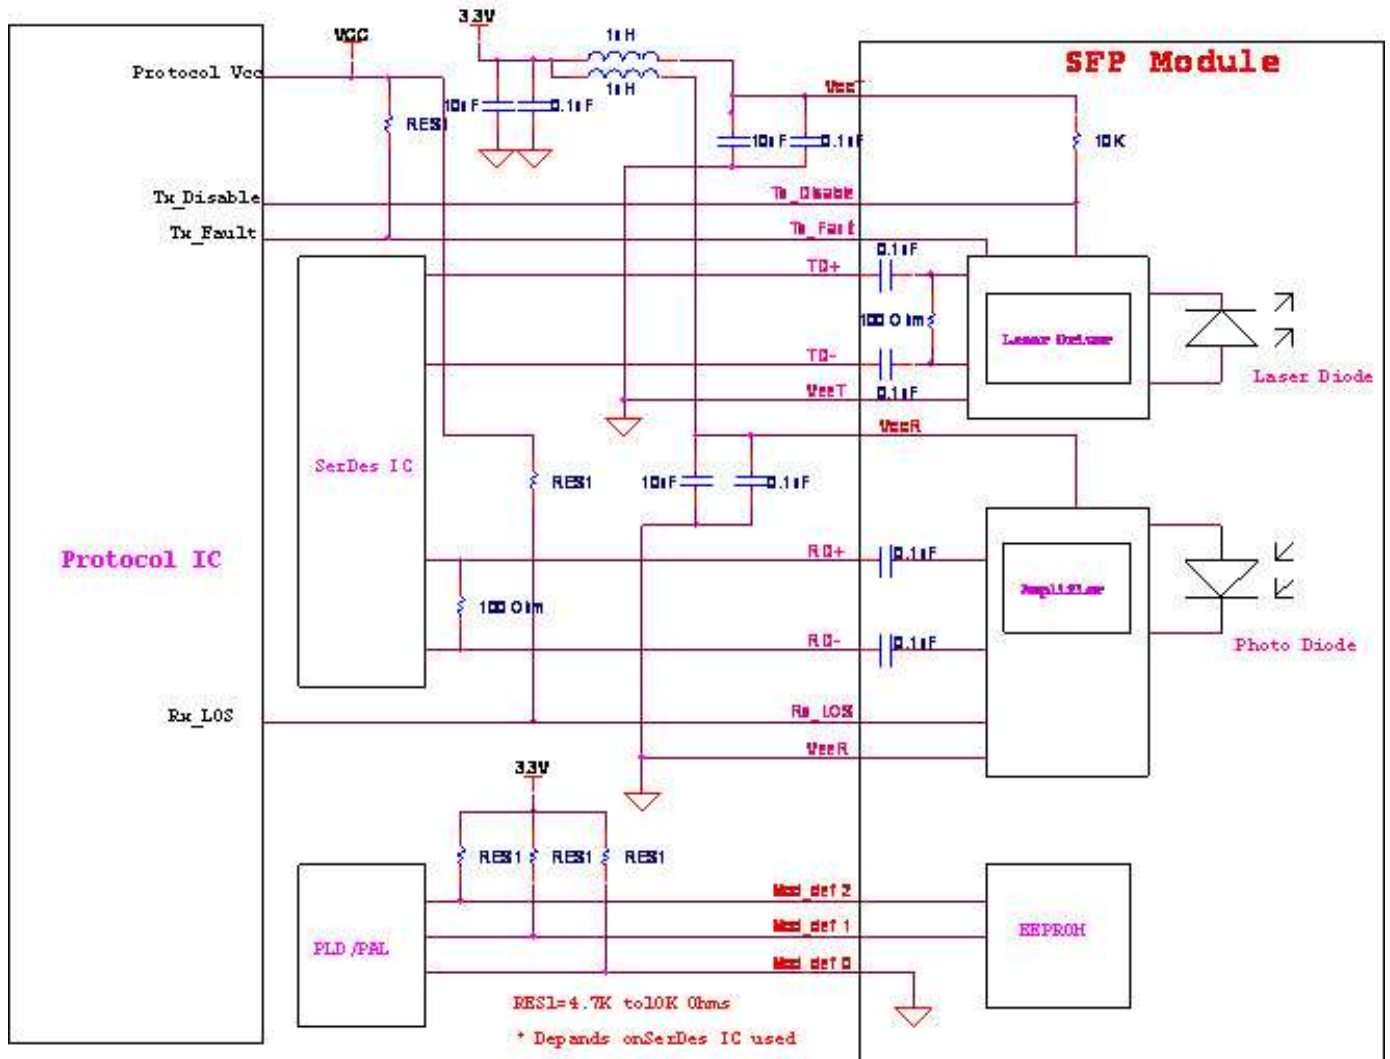 3.3V
SFP Module
VCC
1uH
Protocol Vcc
1uH
VccT
10uF
0.1uF
RES1
10uF
0.1uF
10K
Tx_Disable
Tx_Disable
Tx_Fault
Tx_Fault
0.1uF
TD+
100 Ohm
Laser Driver
TD-
Laser Diode
VeeT
0.1uF
VccR
SerDes IC
RES1
10uF
0.1uF
Protocol IC
RD+
0.1uF
Amplifier
100 Ohm
RD-
0.1uF
Photo Diode
Rx_LOS
Rx_LOS
VeeR
3.3V
RES1
RES1
RES1
Mod_def 2
Mod_def 1
EEPROM
PLD/PAL
Mod_def 0
RES1=4.7K to10K Ohms
* Depands onSerDes IC used